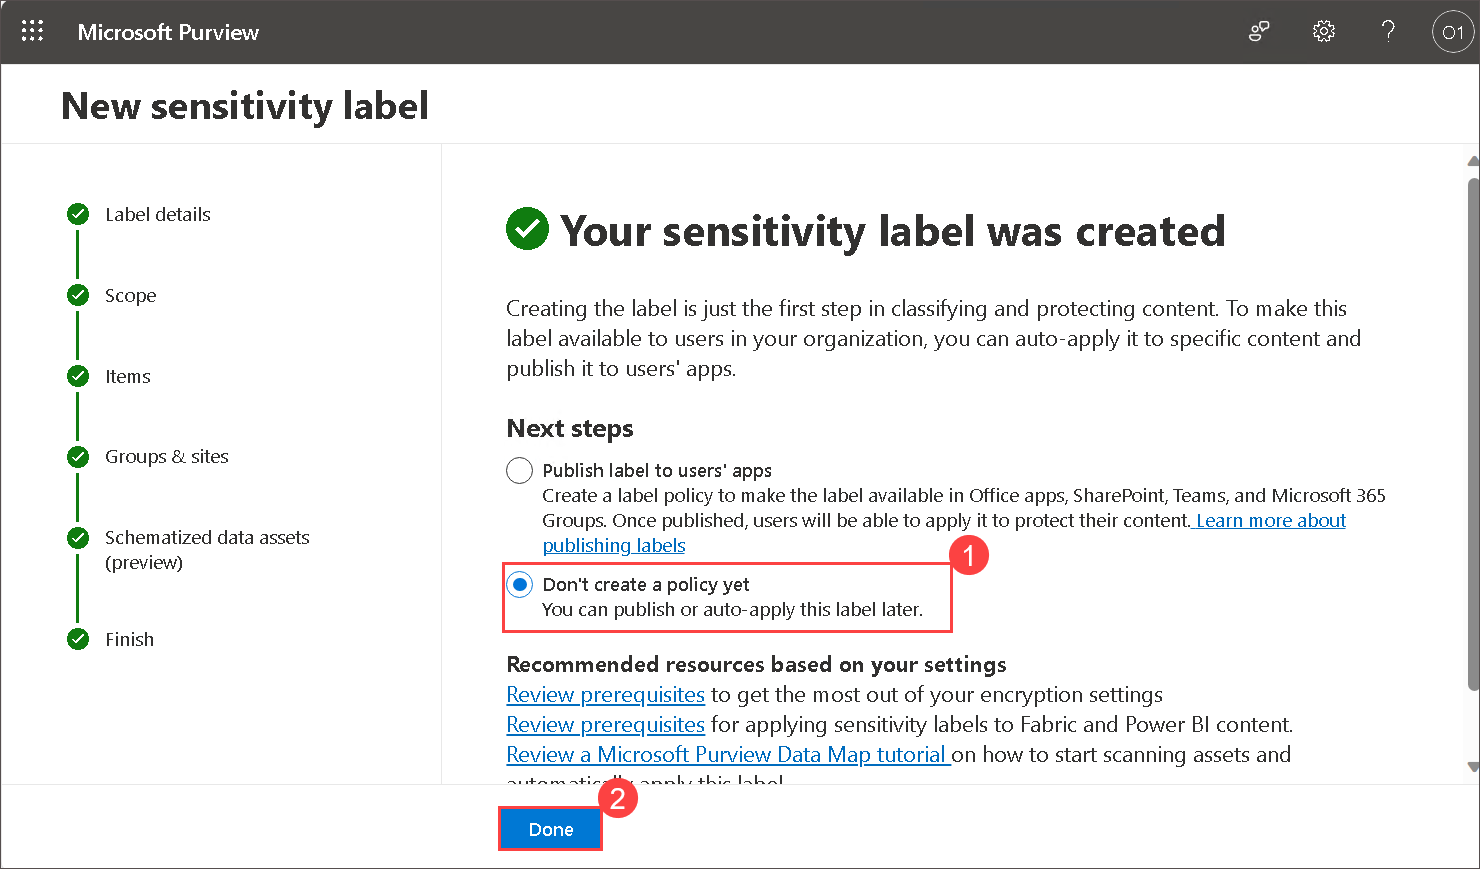 Microsoft Purview
O1
New sensitivity label
Label details
Scope
Items
Groups & sites
Schematized data assets
(preview)
Finish
Your sensitivity label was created
Creating the label is just the first step in classifying and protecting content. To make this
label available to users in your organization, you can auto-apply it to specific content and
publish it to users' apps.
Next steps
Publish label to users' apps
Create a label policy to make the label available in Office apps, SharePoint, Teams, and Microsoft 365
Groups. Once published, users will be able to apply it to protect their content. Learn more about
publishing labels
1
Don't create a policy yet
You can publish or auto-apply this label later.
Recommended resources based on your settings
Review prerequisites to get the most out of your encryption settings
Review prerequisites for applying sensitivity labels to Fabric and Power BI content.
Review a Microsoft Purview Data Map tutorial on how to start scanning assets and
automatically apply this label
2
Done